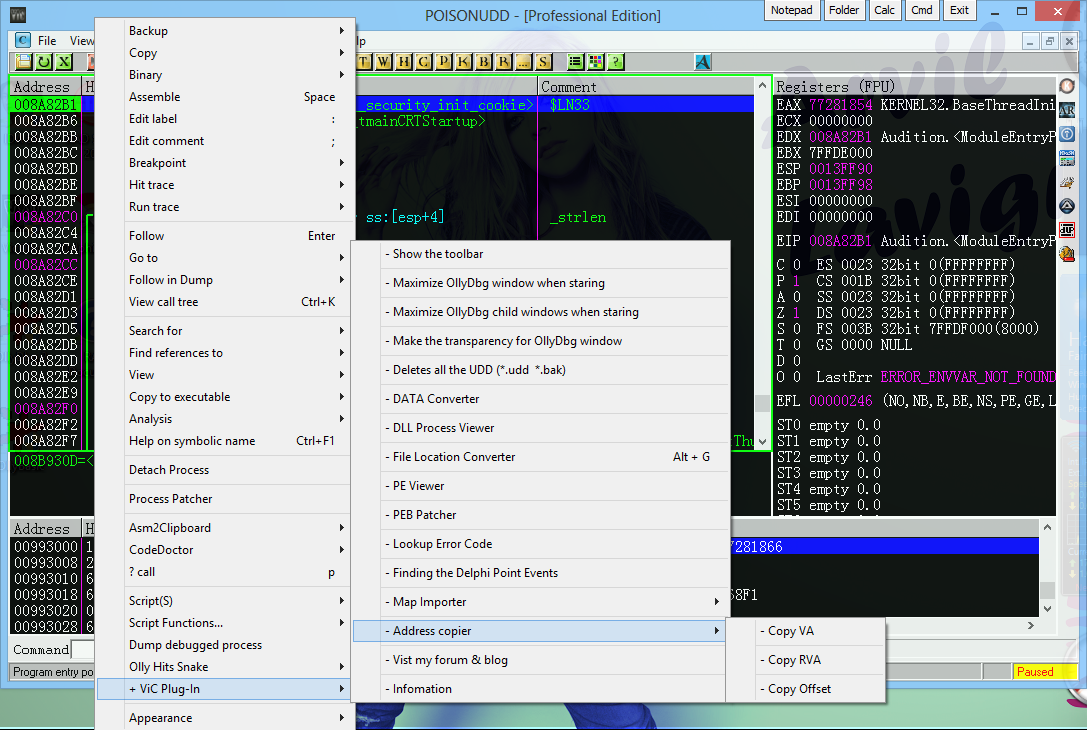 POISONUDD - [Professional Edition]
Notepad Folder Calc Cmd Exit
File View
T W H C P K B R ... S
Address H Comment
008A82B1 _security_init_cookie> $LN33
008A82B6 tmainCRTStartup>
008A82BB
008A82BC
008A82BD
008A82BE
008A82BF
008A82C0 ss:[esp+4] _strlen
008A82C4
008A82CA
008A82CC
008A82CE
008A82D1
008A82D3
008A82D5
008A82DB
008A82DD
008A82E2
008A82E9
008A82F0
008A82F2
008A82F7
008B930D=<
Address H
00993000 1
00993008 2
00993010 6
00993018 6
00993020 0
00993028 6
Command
Program entry po
Paused
Backup
Copy
Binary
Assemble Space
Edit label :
Edit comment ;
Breakpoint
Hit trace
Run trace
Follow Enter
Go to
Follow in Dump
View call tree Ctrl+K
Search for
Find references to
View
Copy to executable
Analysis
Help on symbolic name Ctrl+F1
Detach Process
Process Patcher
Asm2Clipboard
CodeDoctor
? call p
Script(S)
Script Functions...
Dump debugged process
Olly Hits Snake
+ ViC Plug-In
Appearance
- Show the toolbar
- Maximize OllyDbg window when staring
- Maximize OllyDbg child windows when staring
- Make the transparency for OllyDbg window
- Deletes all the UDD (*.udd *.bak)
- DATA Converter
- DLL Process Viewer
- File Location Converter Alt + G
- PE Viewer
- PEB Patcher
- Lookup Error Code
- Finding the Delphi Point Events
- Map Importer
- Address copier
- Vist my forum & blog
- Infomation
- Copy VA
- Copy RVA
- Copy Offset
Registers (FPU)
EAX 77281854 KERNEL32.BaseThreadIni
ECX 00000000
EDX 008A82B1 Audition.<ModuleEntryP
EBX 7FFDE000
ESP 0013FF90
EBP 0013FF98
ESI 00000000
EDI 00000000
EIP 008A82B1 Audition.<ModuleEntryP
C 0 ES 0023 32bit 0(FFFFFFFF)
P 1 CS 001B 32bit 0(FFFFFFFF)
A 0 SS 0023 32bit 0(FFFFFFFF)
Z 1 DS 0023 32bit 0(FFFFFFFF)
S 0 FS 003B 32bit 7FFDF000(8000)
T 0 GS 0000 NULL
D 0
O 0 LastErr ERROR_ENVVAR_NOT_FOUND
EFL 00000246 (NO,NB,E,BE,NS,PE,GE,L
ST0 empty 0.0
ST1 empty 0.0
ST2 empty 0.0
ST3 empty 0.0
ST4 empty 0.0
ST5 empty 0.0
7281866
68F1